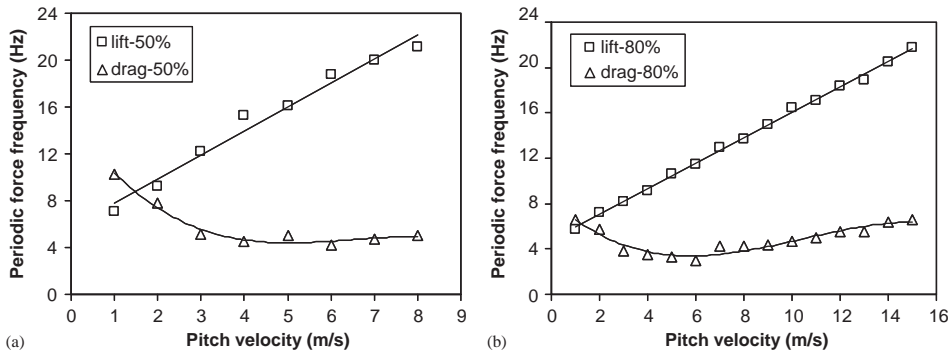 24
20
16
12
8
4
0
Periodic force frequency (Hz)
lift-50%
drag-50%
0 1 2 3 4 5 6 7 8 9
Pitch velocity (m/s)
(a)
24
20
16
12
8
4
0
Periodic force frequency (Hz)
lift-80%
drag-80%
0 2 4 6 8 10 12 14 16
Pitch velocity (m/s)
(b)